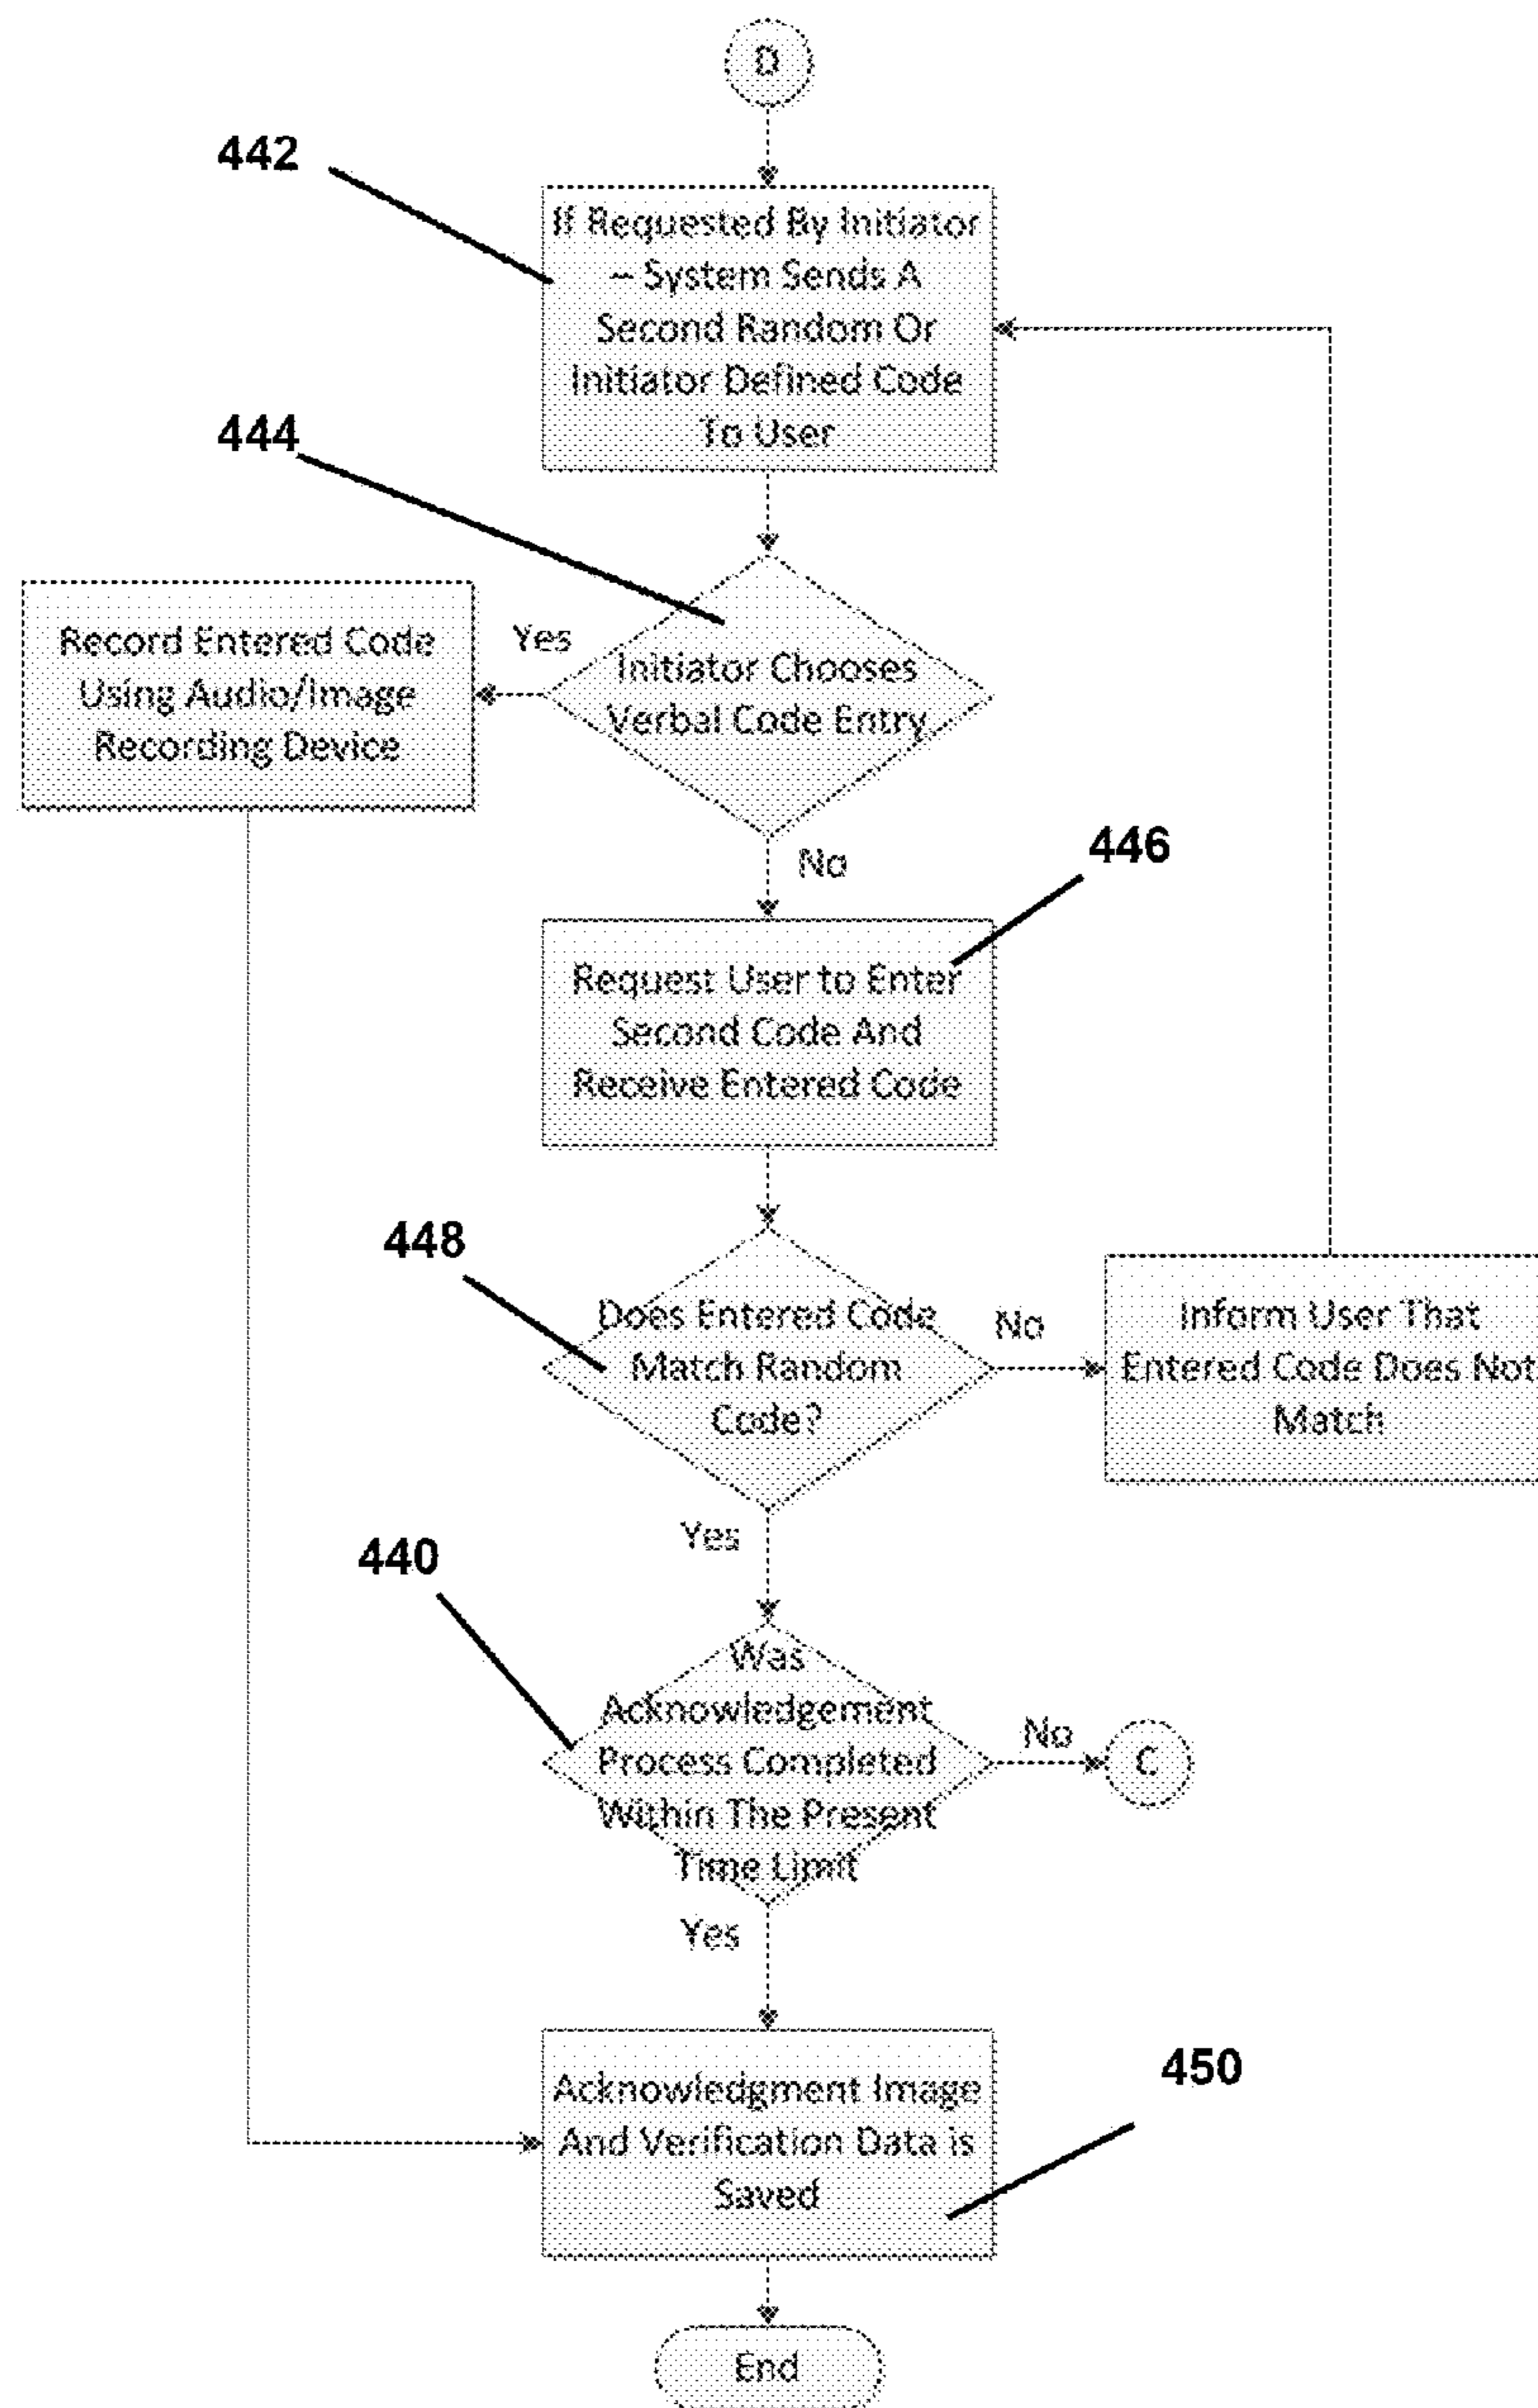 D
442
If Requested By Initiator
– System Sends A
Second Random Or
Initiator Defined Code
To User
444
Record Entered Code
Using Audio/Image
Recording Device
Yes
Initiator Chooses
Verbal Code Entry
No
446
Request User to Enter
Second Code And
Receive Entered Code
448
Does Entered Code
Match Random
Code?
No
Inform User That
Entered Code Does Not
Match
Yes
440
Was
Acknowledgement
Process Completed
Within The Present
Time Limit
No
C
Yes
450
Acknowledgment Image
And Verification Data is
Saved
End